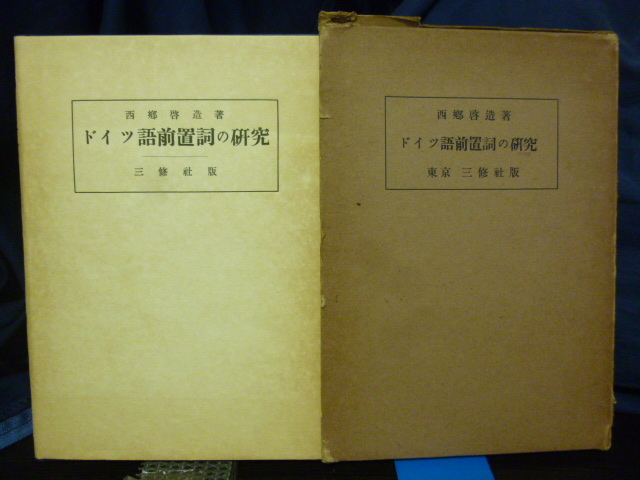 西郷啓造著
ドイツ語前置詞の研究
三修社版
西郷啓造著
ドイツ語前置詞の研究
東京 三修社版